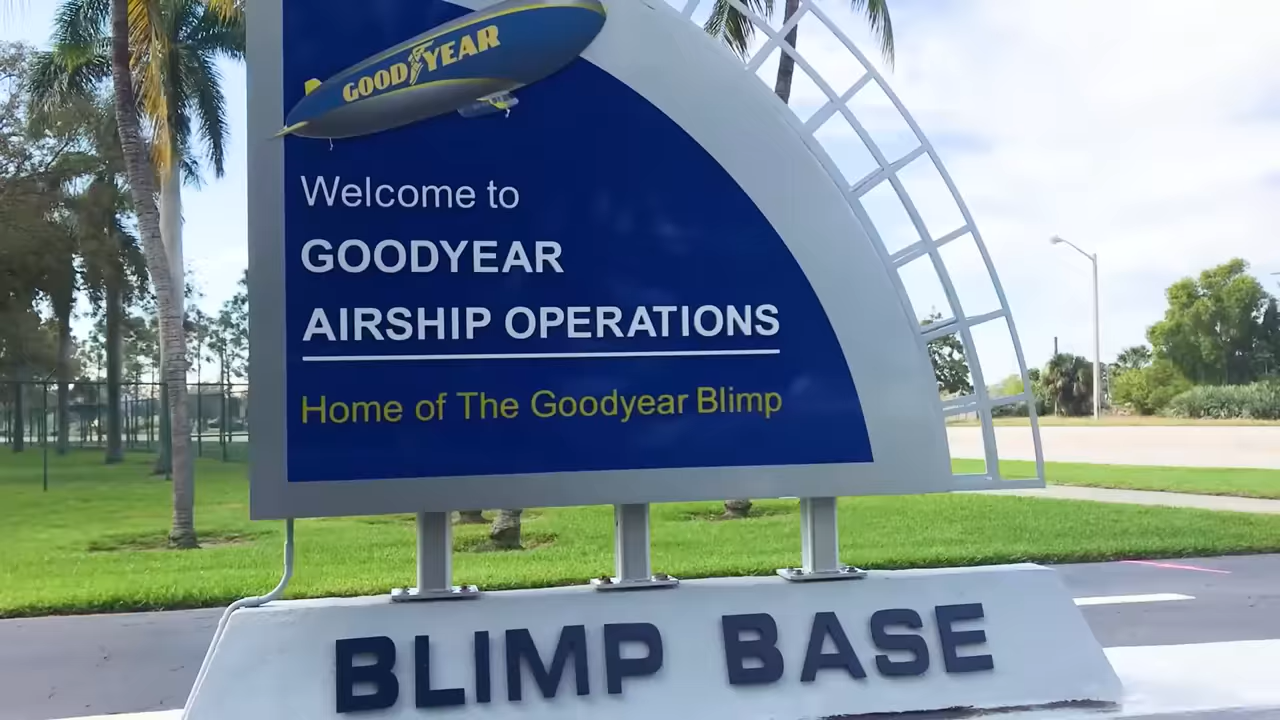 GOODYEAR
Welcome to
GOODYEAR
AIRSHIP OPERATIONS
Home of The Goodyear Blimp
BLIMP BASE